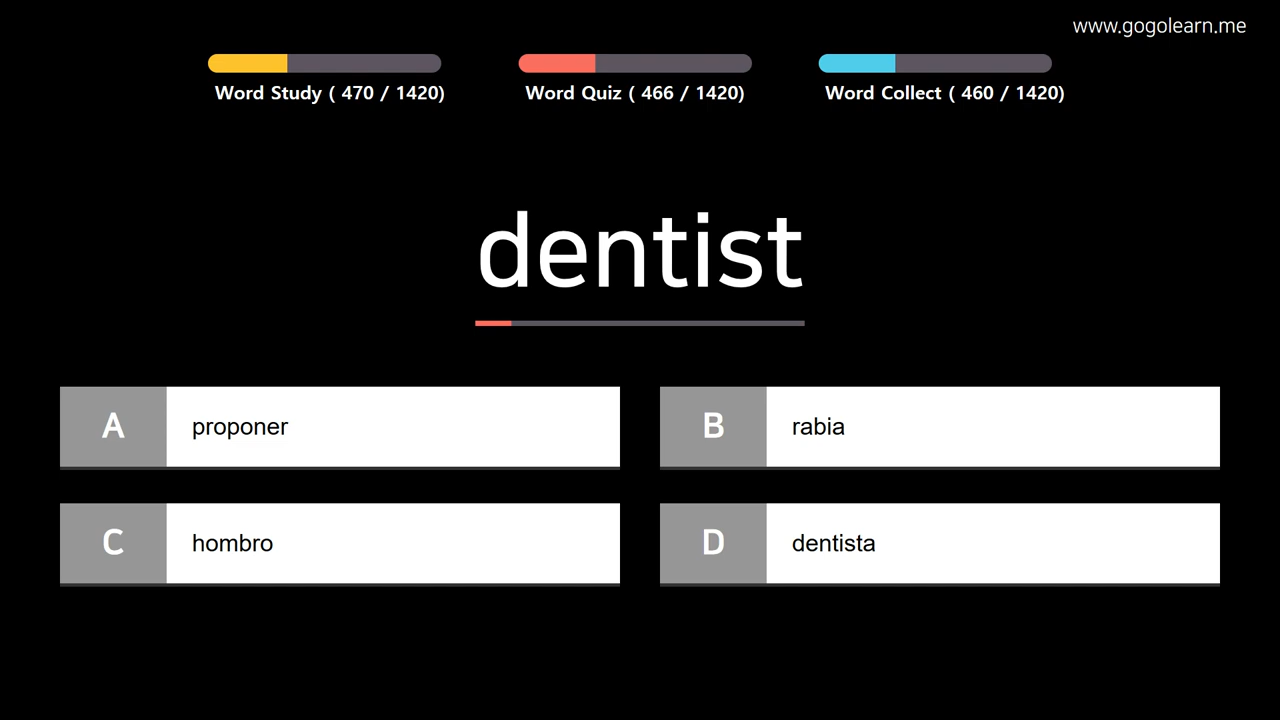 www.gogolearn.me
Word Study ( 470 / 1420)
Word Quiz ( 466 / 1420)
Word Collect ( 460 / 1420)
dentist
A
proponer
B
rabia
C
hombro
D
dentista